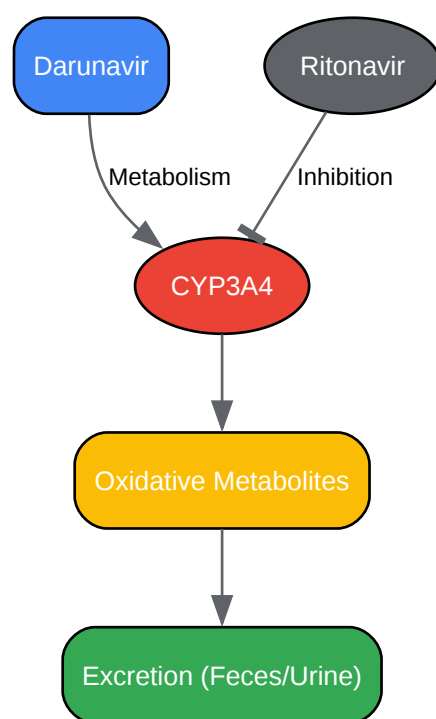 Darunavir
Ritonavir
Metabolism
Inhibition
CYP3A4
Oxidative Metabolites
Excretion (Feces/Urine)